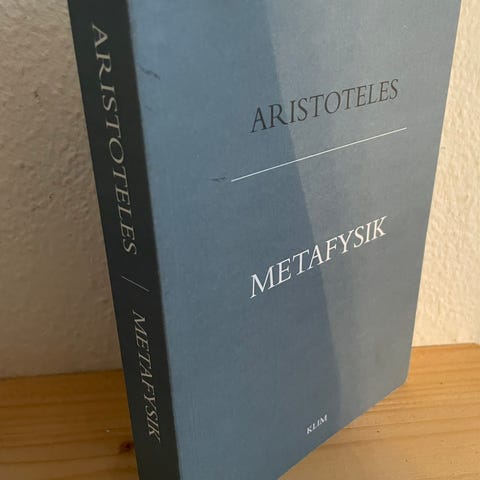 ARISTOTELES / METAFYSIK
ARISTOTELES
METAFYSIK
KLIM